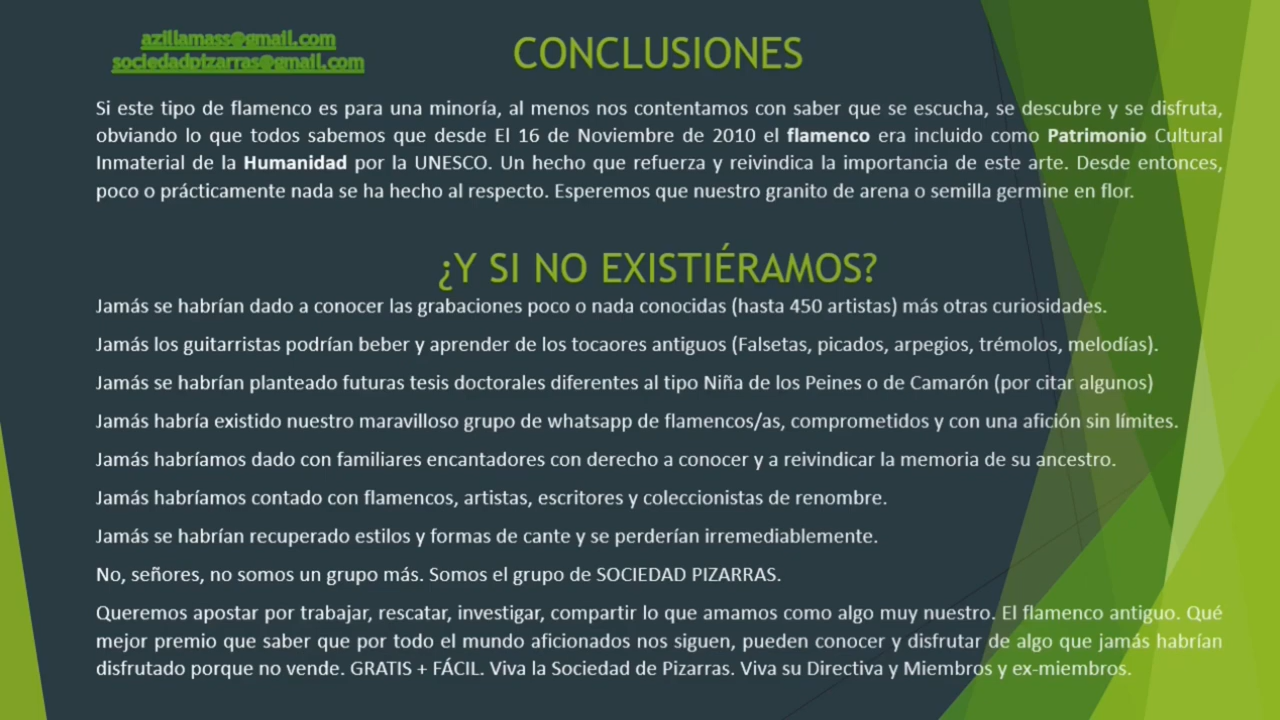 azillamass@gmail.com
sociedadpizarras@gmail.com
CONCLUSIONES
Si este tipo de flamenco es para una minoría, al menos nos contentamos con saber que se escucha, se descubre y se disfruta,
obviando lo que todos sabemos que desde El 16 de Noviembre de 2010 el flamenco era incluido como Patrimonio Cultural
Inmaterial de la Humanidad por la UNESCO. Un hecho que refuerza y reivindica la importancia de este arte. Desde entonces,
poco o prácticamente nada se ha hecho al respecto. Esperemos que nuestro granito de arena o semilla germine en flor.
¿Y SI NO EXISTIÉRAMOS?
Jamás se habrían dado a conocer las grabaciones poco o nada conocidas (hasta 450 artistas) más otras curiosidades.
Jamás los guitarristas podrían beber y aprender de los tocaores antiguos (Falsetas, picados, arpegios, trémolos, melodías).
Jamás se habrían planteado futuras tesis doctorales diferentes al tipo Niña de los Peines o de Camarón (por citar algunos)
Jamás habría existido nuestro maravilloso grupo de whatsapp de flamencos/as, comprometidos y con una afición sin límites.
Jamás habríamos dado con familiares encantadores con derecho a conocer y a reivindicar la memoria de su ancestro.
Jamás habríamos contado con flamencos, artistas, escritores y coleccionistas de renombre.
Jamás se habrían recuperado estilos y formas de cante y se perderían irremediablemente.
No, señores, no somos un grupo más. Somos el grupo de SOCIEDAD PIZARRAS.
Queremos apostar por trabajar, rescatar, investigar, compartir lo que amamos como algo muy nuestro. El flamenco antiguo. Qué
mejor premio que saber que por todo el mundo aficionados nos siguen, pueden conocer y disfrutar de algo que jamás habrían
disfrutado porque no vende. GRATIS + FÁCIL. Viva la Sociedad de Pizarras. Viva su Directiva y Miembros y ex-miembros.